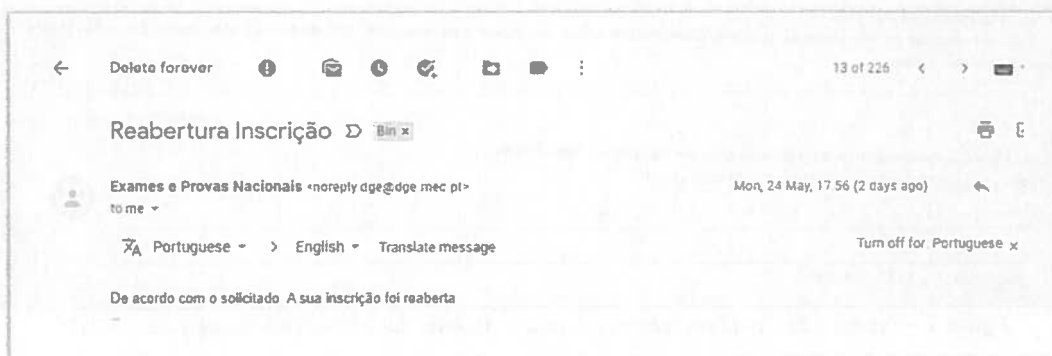 Delete forever
13 of 226
Reabertura Inscrição Bin x
Exames e Provas Nacionais <noreply.dge@dge.mec.pt>
Mon, 24 May, 17:56 (2 days ago)
to me
Portuguese > English Translate message
Turn off for: Portuguese x
De acordo com o solicitado A sua inscrição foi reaberta